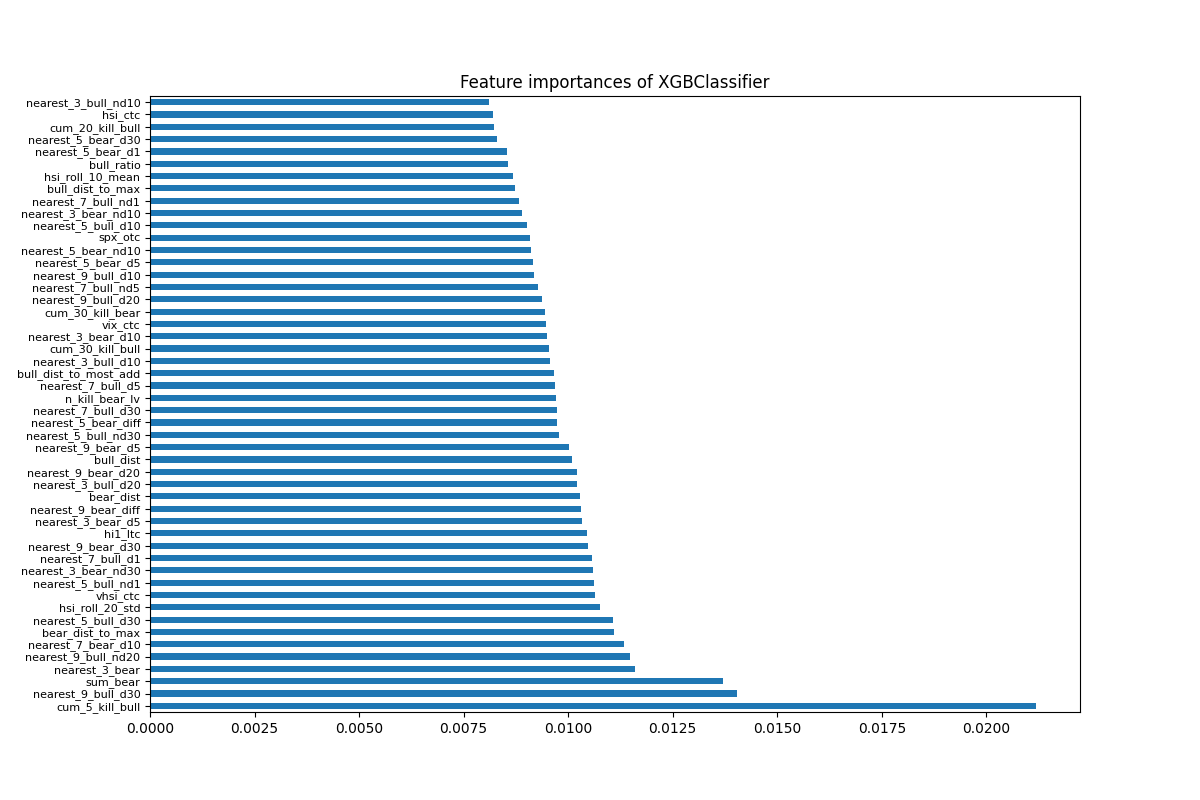 Feature importances of XGBClassifier
nearest_3_bull_nd10
hsi_ctc
cum_20_kill_bull
nearest_5_bear_d30
nearest_5_bear_d1
bull_ratio
hsi_roll_10_mean
bull_dist_to_max
nearest_7_bull_nd1
nearest_3_bear_nd10
nearest_5_bull_d10
spx_otc
nearest_5_bear_nd10
nearest_5_bear_d5
nearest_9_bull_d10
nearest_7_bull_nd5
nearest_9_bull_d20
cum_30_kill_bear
vix_ctc
nearest_3_bear_d10
cum_30_kill_bull
nearest_3_bull_d10
bull_dist_to_most_add
nearest_7_bull_d5
n_kill_bear_lv
nearest_7_bull_d30
nearest_5_bear_diff
nearest_5_bull_nd30
nearest_9_bear_d5
bull_dist
nearest_9_bear_d20
nearest_3_bull_d20
bear_dist
nearest_9_bear_diff
nearest_3_bear_d5
hi1_ltc
nearest_9_bear_d30
nearest_7_bull_d1
nearest_3_bear_nd30
nearest_5_bull_nd1
vhsi_ctc
hsi_roll_20_std
nearest_5_bull_d30
bear_dist_to_max
nearest_7_bear_d10
nearest_9_bull_nd20
nearest_3_bear
sum_bear
nearest_9_bull_d30
cum_5_kill_bull
0.0000 0.0025 0.0050 0.0075 0.0100 0.0125 0.0150 0.0175 0.0200